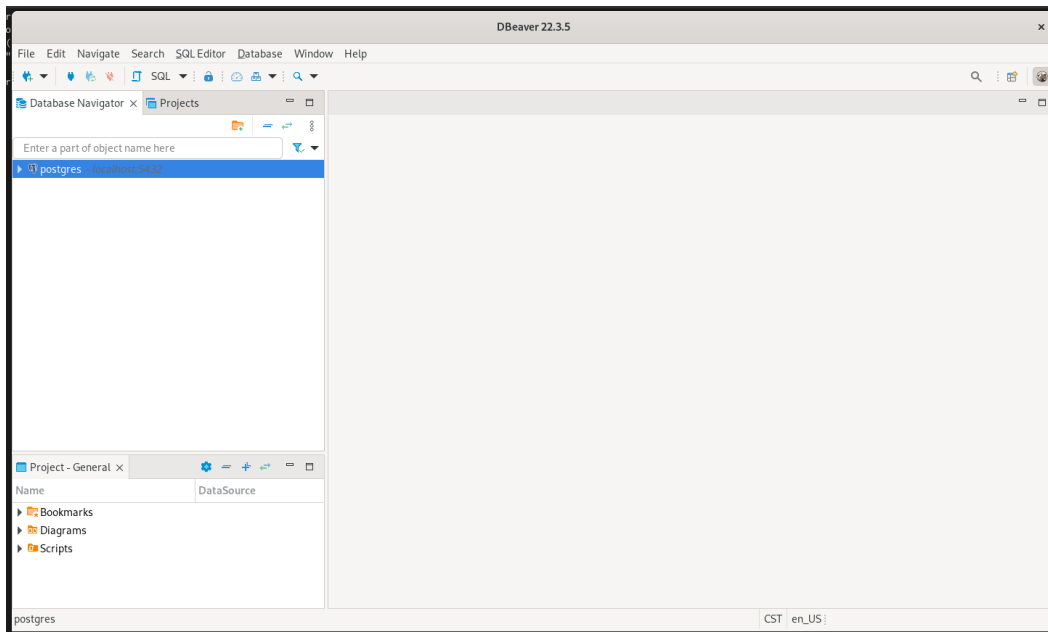 DBeaver 22.3.5
File Edit Navigate Search SQL Editor Database Window Help
SQL
Database Navigator Projects
Enter a part of object name here
postgres - localhost:5432
Project - General
Name DataSource
Bookmarks
Diagrams
Scripts
postgres CST en_US